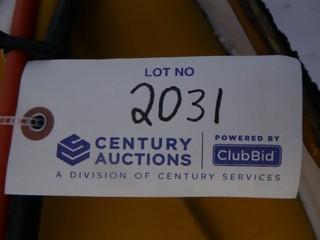 LOT NO
2031
CENTURY
AUCTIONS
POWERED BY
ClubBid
A DIVISION OF CENTURY SERVICES